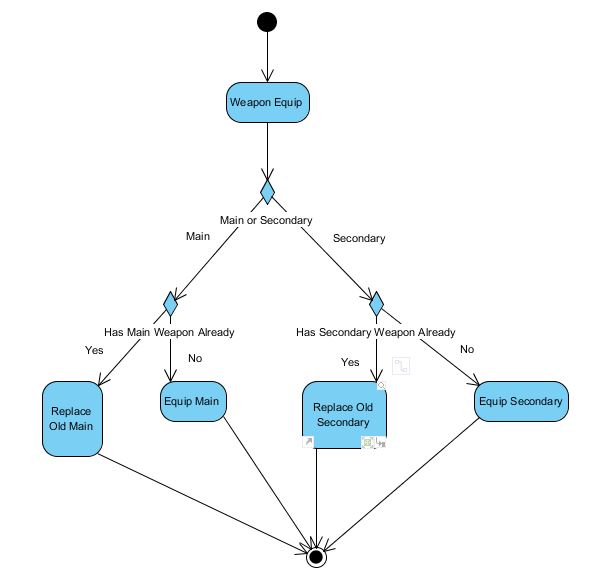 Weapon Equip
Main or Secondary
Main
Secondary
Has Main Weapon Already
Has Secondary Weapon Already
Yes
No
Yes
No
Replace
Old Main
Equip Main
Replace Old
Secondary
Equip Secondary